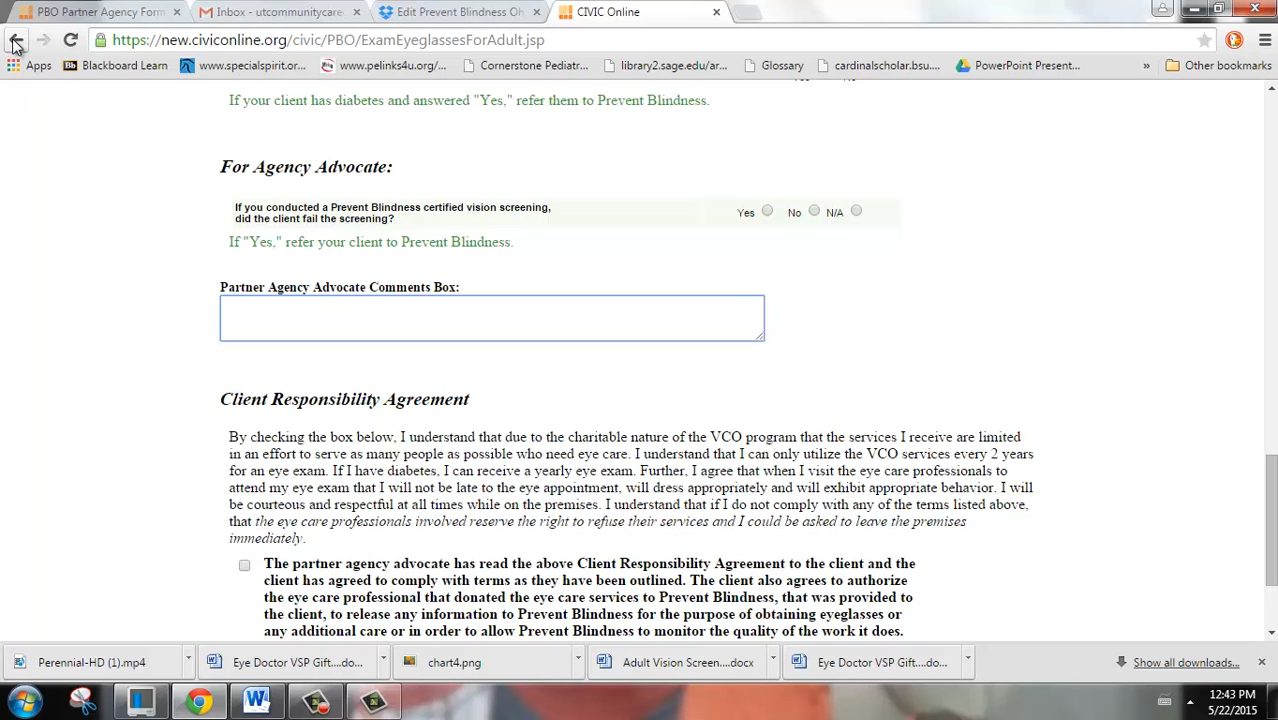 PBO Partner Agency Form
Inbox - utcommunitycare
Edit Prevent Blindness Oh
CIVIC Online
https://new.civiconline.org/civic/PBO/ExamEyeglassesForAdult.jsp
Apps
Bb Blackboard Learn
www.specialspirit.org...
www.pelinks4u.org/...
Cornerstone Pediatr...
library2.sage.edu/ar...
Glossary
cardinalscholar.bsu....
PowerPoint Present...
»
Other bookmarks
If your client has diabetes and answered "Yes," refer them to Prevent Blindness.
For Agency Advocate:
If you conducted a Prevent Blindness certified vision screening,
did the client fail the screening?
Yes No N/A
If "Yes," refer your client to Prevent Blindness.
Partner Agency Advocate Comments Box:
Client Responsibility Agreement
By checking the box below, I understand that due to the charitable nature of the VCO program that the services I receive are limited
in an effort to serve as many people as possible who need eye care. I understand that I can only utilize the VCO services every 2 years
for an eye exam. If I have diabetes, I can receive a yearly eye exam. Further, I agree that when I visit the eye care professionals to
attend my eye exam that I will not be late to the eye appointment, will dress appropriately and will exhibit appropriate behavior. I will
be courteous and respectful at all times while on the premises. I understand that if I do not comply with any of the terms listed above,
that the eye care professionals involved reserve the right to refuse their services and I could be asked to leave the premises
immediately.
The partner agency advocate has read the above Client Responsibility Agreement to the client and the
client has agreed to comply with terms as they have been outlined. The client also agrees to authorize
the eye care professional that donated the eye care services to Prevent Blindness, that was provided to
the client, to release any information to Prevent Blindness for the purpose of obtaining eyeglasses or
any additional care or in order to allow Prevent Blindness to monitor the quality of the work it does.
Perennial-HD (1).mp4
Eye Doctor VSP Gift....docx
chart4.png
Adult Vision Screen....docx
Eye Doctor VSP Gift....docx
Show all downloads...
12:43 PM
5/22/2015